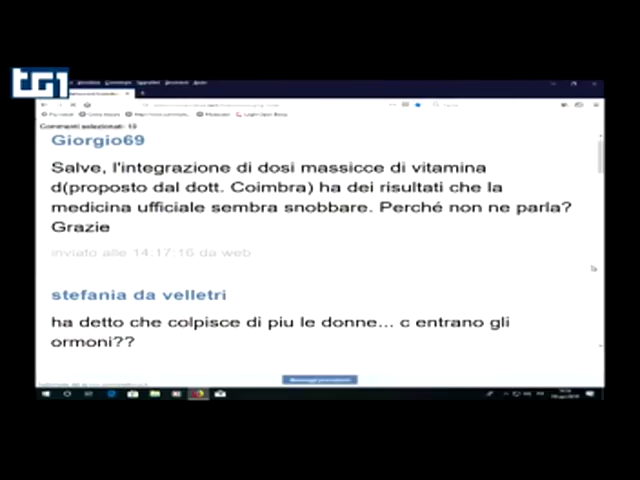 TG1
Commenti selezionati: 10
Giorgio69
Salve, l'integrazione di dosi massicce di vitamina
d(proposto dal dott. Coimbra) ha dei risultati che la
medicina ufficiale sembra snobbare. Perché non ne parla?
Grazie
inviato alle 14:17:16 da web
stefania da velletri
ha detto che colpisce di piu le donne... c entrano gli
ormoni??